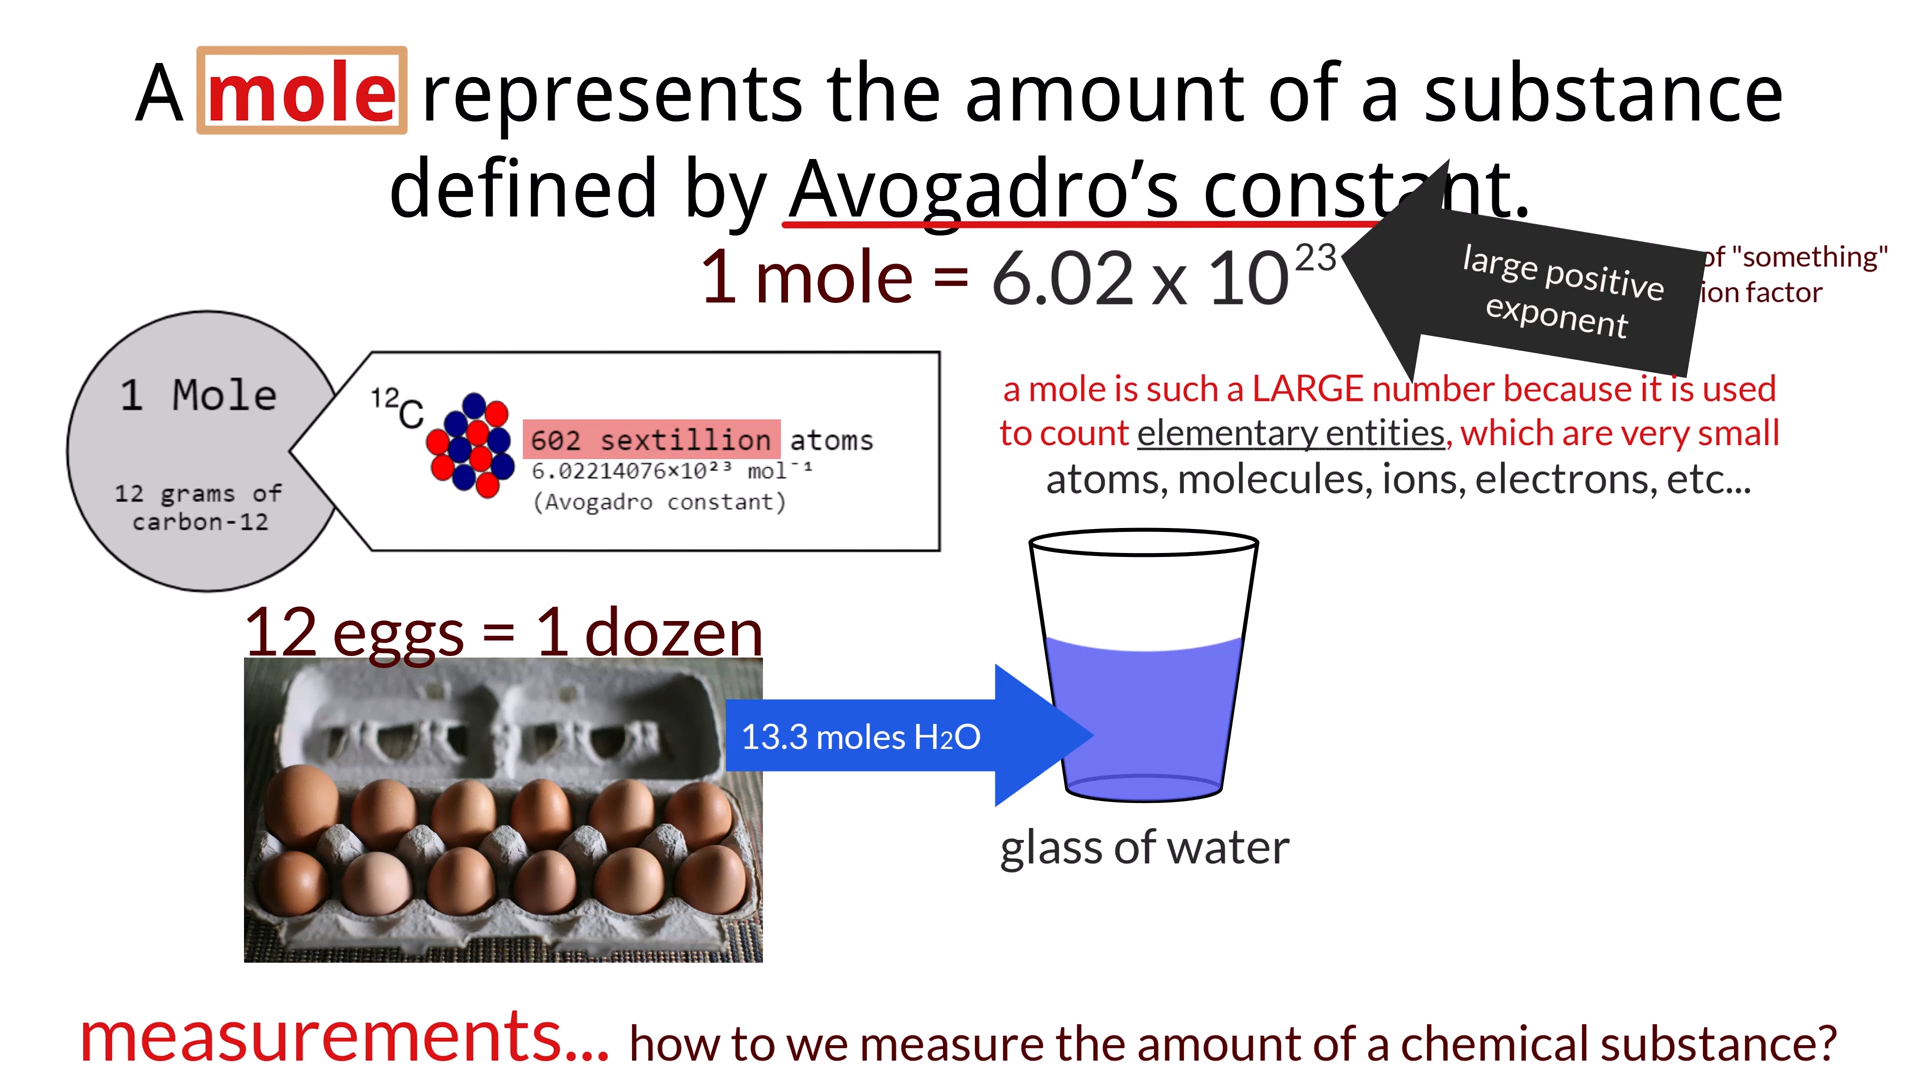 A mole represents the amount of a substance
defined by Avogadro’s constant.
1 mole = 6.02 x 10²³
of "something"
ion factor
large positive
exponent
1 Mole
12 grams of
carbon-12
¹²C
602 sextillion atoms
6.02214076×10²³ mol⁻¹
(Avogadro constant)
a mole is such a LARGE number because it is used
to count elementary entities, which are very small
atoms, molecules, ions, electrons, etc...
12 eggs = 1 dozen
13.3 moles H₂O
glass of water
measurements... how to we measure the amount of a chemical substance?